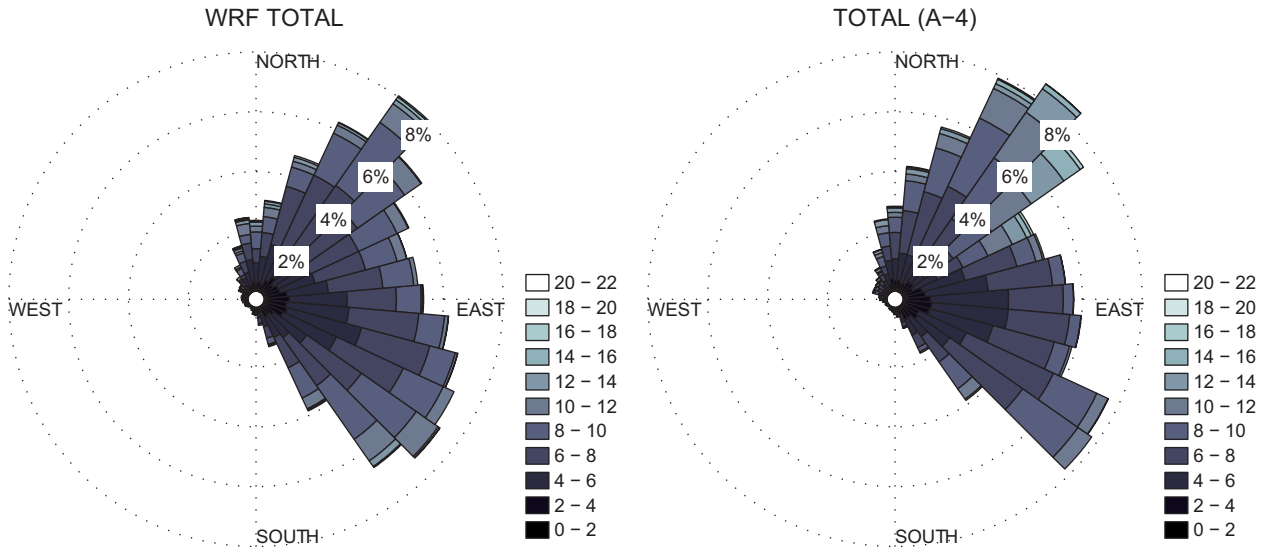 WRF TOTAL
NORTH
8%
6%
4%
2%
WEST
EAST
SOUTH
20 − 22
18 − 20
16 − 18
14 − 16
12 − 14
10 − 12
8 − 10
6 − 8
4 − 6
2 − 4
0 − 2
TOTAL (A−4)
NORTH
8%
6%
4%
2%
WEST
EAST
SOUTH
20 − 22
18 − 20
16 − 18
14 − 16
12 − 14
10 − 12
8 − 10
6 − 8
4 − 6
2 − 4
0 − 2